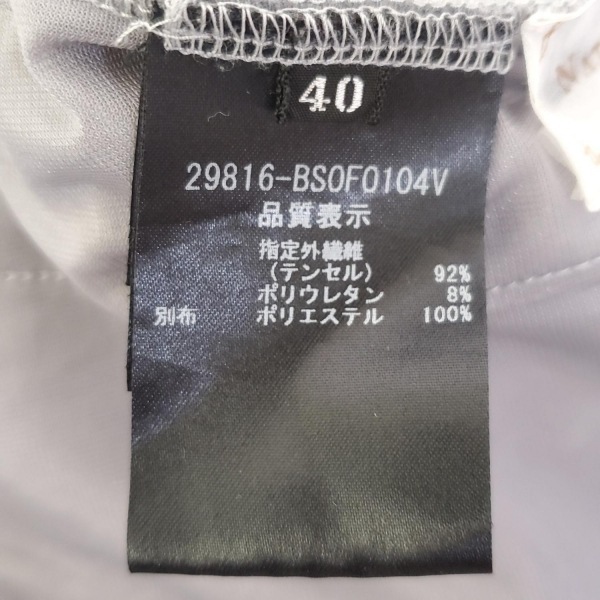 40
29816-BS0F0104V
品質表示
指定外繊維
(テンセル) 92%
ポリウレタン 8%
別布 ポリエステル 100%